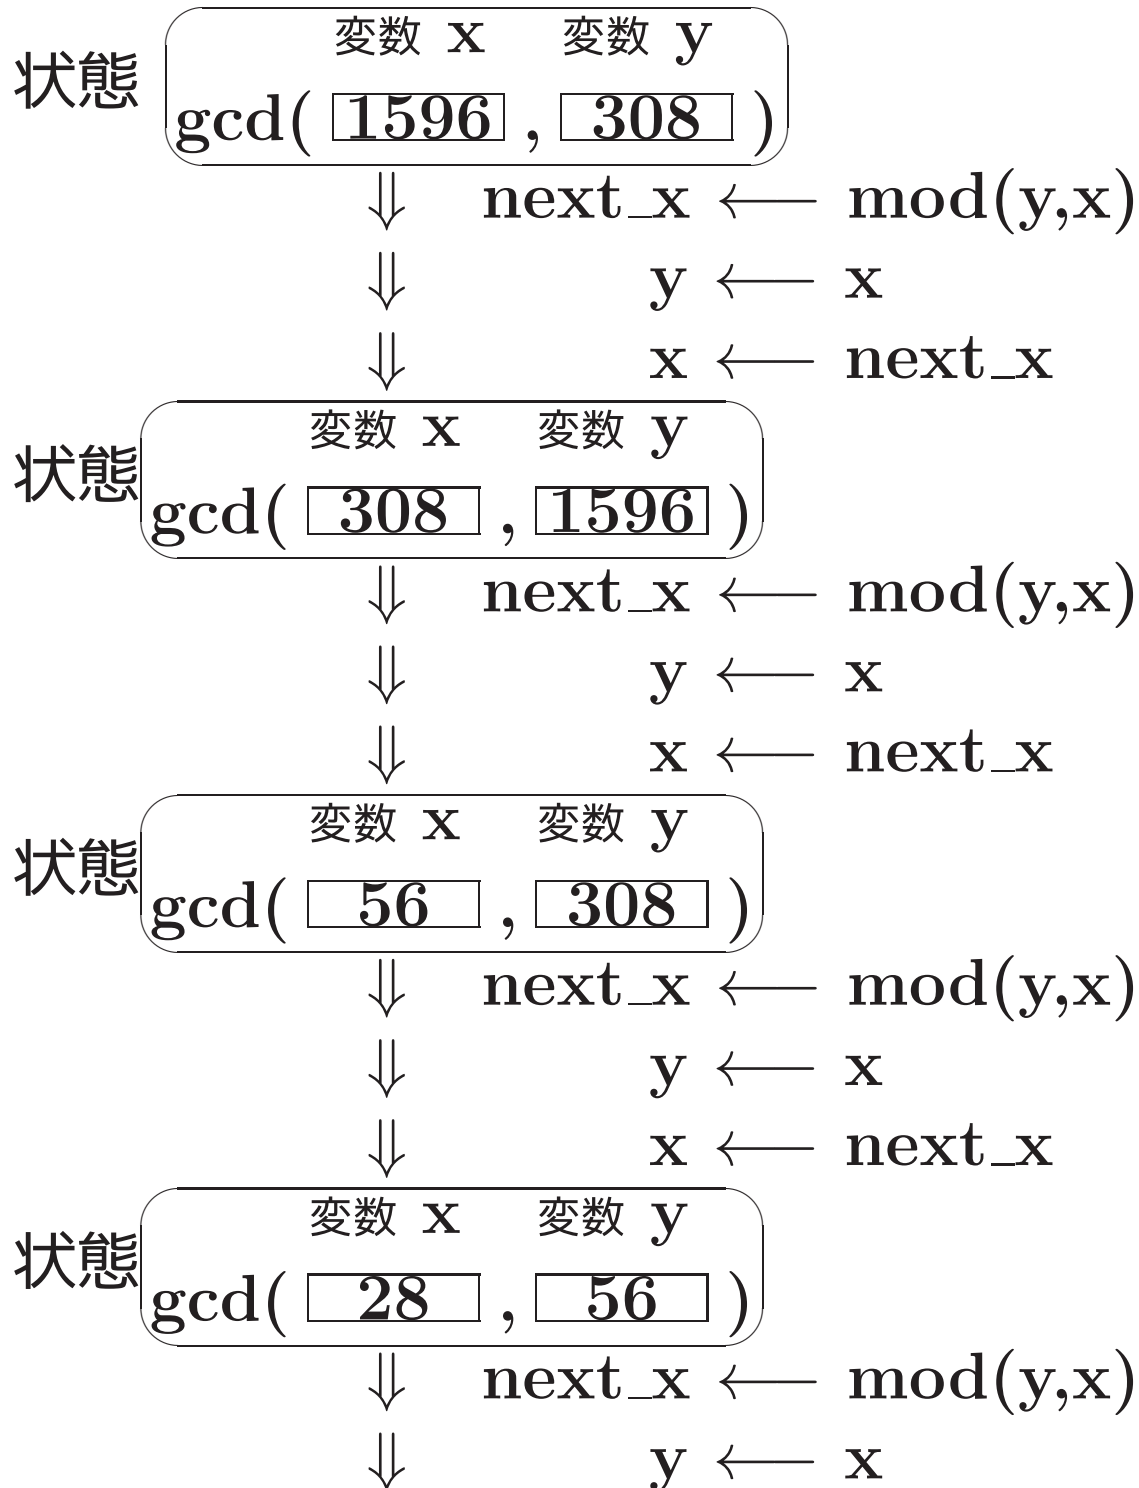 変数 x 変数 y
状態
gcd( 1596 , 308 )
⇓ next_x ⟵ mod(y,x)
⇓ y ⟵ x
⇓ x ⟵ next_x
変数 x 変数 y
状態
gcd( 308 , 1596 )
⇓ next_x ⟵ mod(y,x)
⇓ y ⟵ x
⇓ x ⟵ next_x
変数 x 変数 y
状態
gcd( 56 , 308 )
⇓ next_x ⟵ mod(y,x)
⇓ y ⟵ x
⇓ x ⟵ next_x
変数 x 変数 y
状態
gcd( 28 , 56 )
⇓ next_x ⟵ mod(y,x)
⇓ y ⟵ x